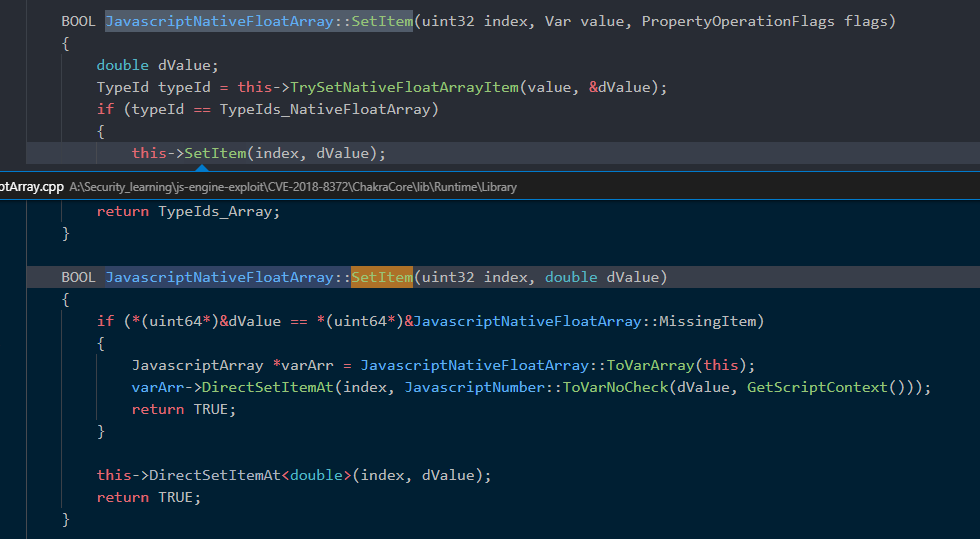 BOOL JavascriptNativeFloatArray::SetItem(uint32 index, Var value, PropertyOperationFlags flags)
{
double dValue;
TypeId typeId = this->TrySetNativeFloatArrayItem(value, &dValue);
if (typeId == TypeIds_NativeFloatArray)
{
this->SetItem(index, dValue);
ptArray.cpp A:\Security_learning\js-engine-exploit\CVE-2018-8372\ChakraCore\lib\Runtime\Library
return TypeIds_Array;
}
BOOL JavascriptNativeFloatArray::SetItem(uint32 index, double dValue)
{
if (*(uint64*)&dValue == *(uint64*)&JavascriptNativeFloatArray::MissingItem)
{
JavascriptArray *varArr = JavascriptNativeFloatArray::ToVarArray(this);
varArr->DirectSetItemAt(index, JavascriptNumber::ToVarNoCheck(dValue, GetScriptContext()));
return TRUE;
}
this->DirectSetItemAt<double>(index, dValue);
return TRUE;
}